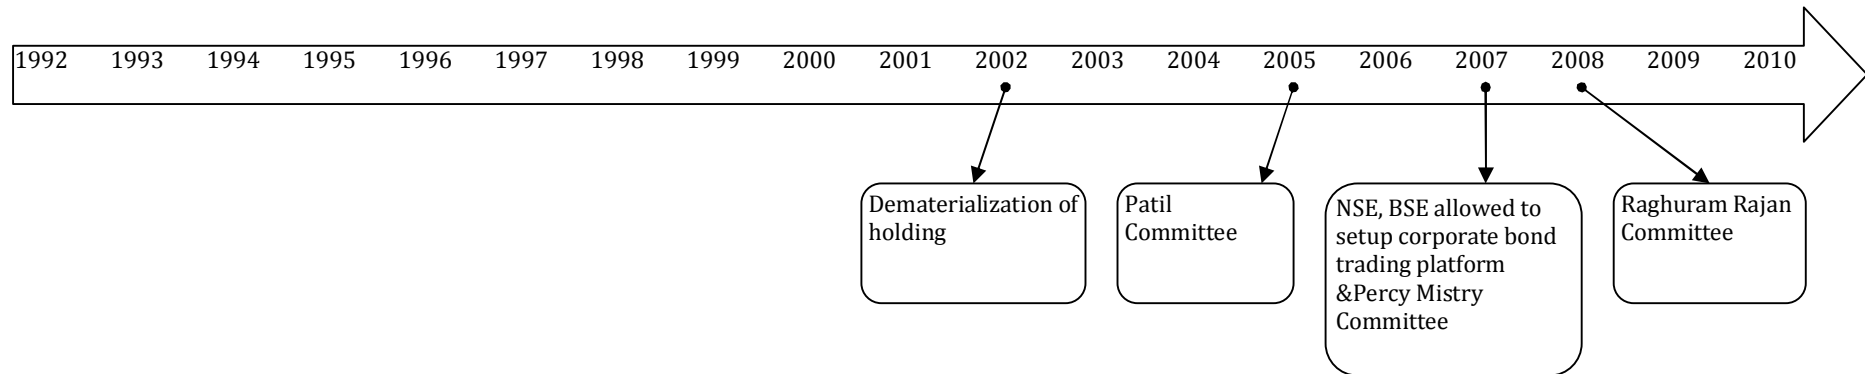 1992 1993 1994 1995 1996 1997 1998 1999 2000 2001 2002 2003 2004 2005 2006 2007 2008 2009 2010
Dematerialization of
holding
Patil
Committee
NSE, BSE allowed to
setup corporate bond
trading platform
&Percy Mistry
Committee
Raghuram Rajan
Committee